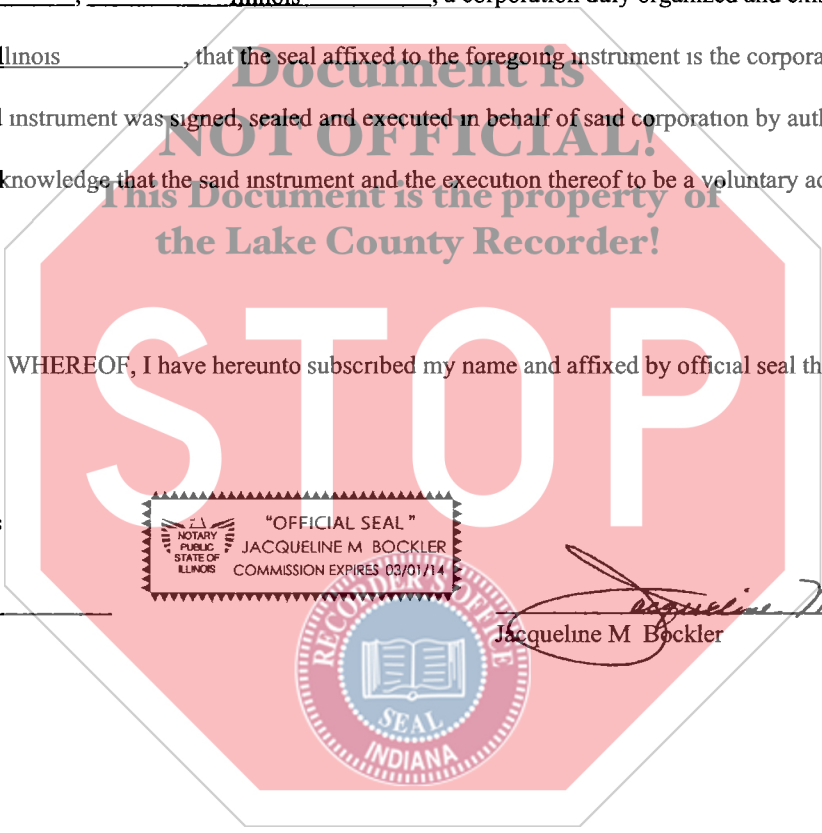 Illinois, a corporation duly organized and exis
llinois, that the seal affixed to the foregoing instrument is the corpora
Document is
l instrument was signed, sealed and executed in behalf of said corporation by auth
NOT OFFICIAL!
knowledge that the said instrument and the execution thereof to be a voluntary ac
This Document is the property of
the Lake County Recorder!
STOP
WHEREOF, I have hereunto subscribed my name and affixed by official seal th
NOTARY
PUBLIC
STATE OF
ILLINOIS
"OFFICIAL SEAL"
JACQUELINE M BOCKLER
COMMISSION EXPIRES 03/01/14
Jacqueline
Jacqueline M Bockler
RECORDER'S OFFICE
SEAL
INDIANA